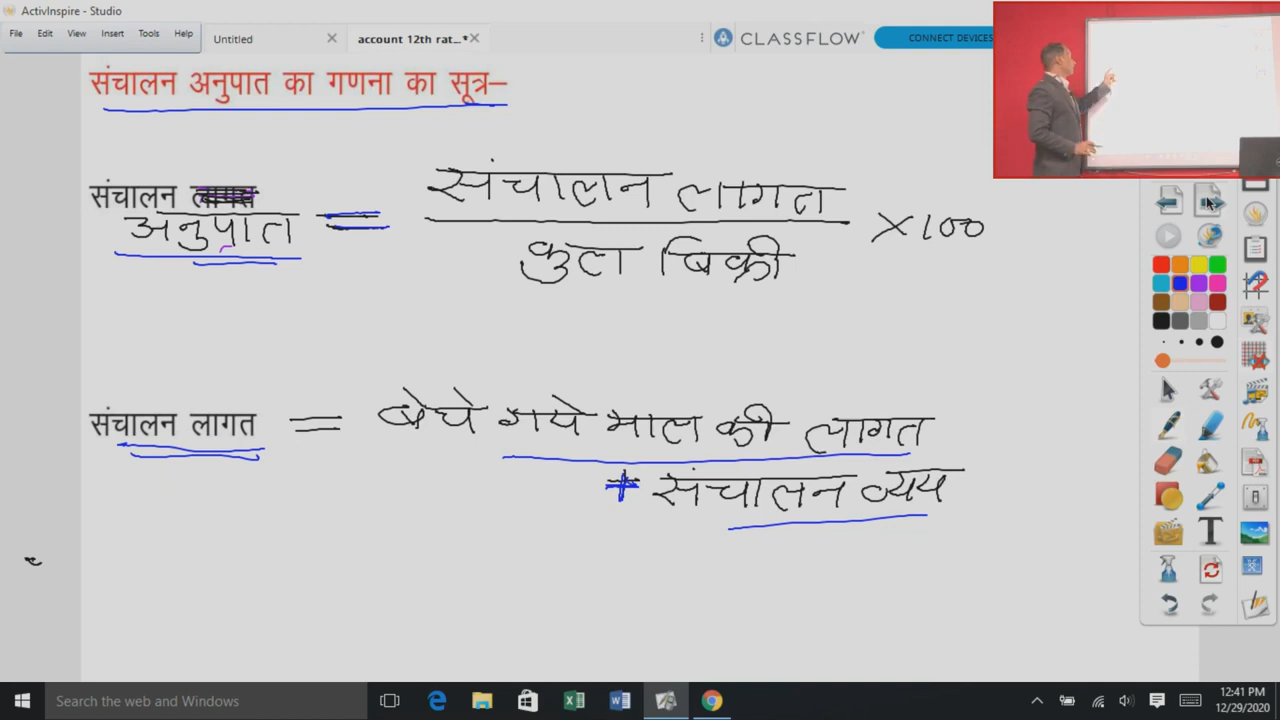 ActivInspire - Studio
File Edit View Insert Tools Help
Untitled
account 12th rat...*
CLASSFLOW
CONNECT DEVICES
संचालन अनुपात का गणना का सूत्र–
संचालन
अनुपात = संचालन लागत
कुल बिक्री × 100
संचालन लागत = बेचे गये माल की लागत
+ संचालन व्यय
Search the web and Windows
12:41 PM
12/29/2020